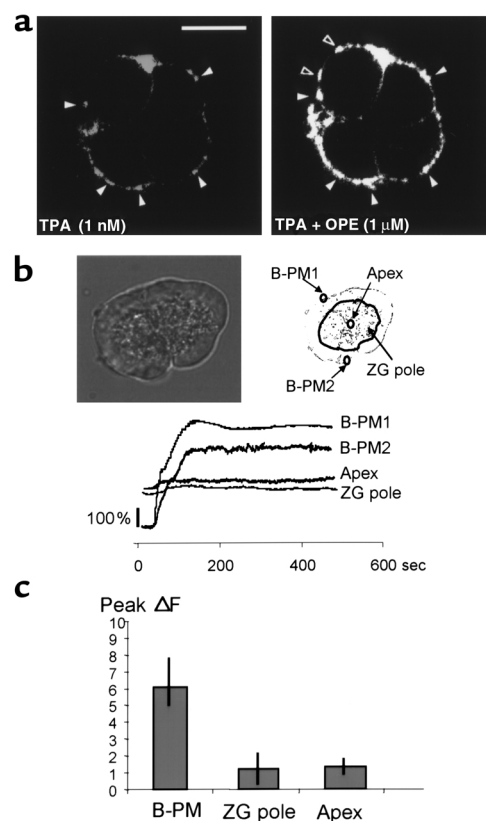 a
TPA (1 nM)
TPA + OPE (1 µM)
b
B-PM1
Apex
B-PM2
ZG pole
B-PM1
B-PM2
Apex
ZG pole
100%
0 200 400 600 sec
c
Peak ΔF
10
9
8
7
6
5
4
3
2
1
0
B-PM ZG pole Apex